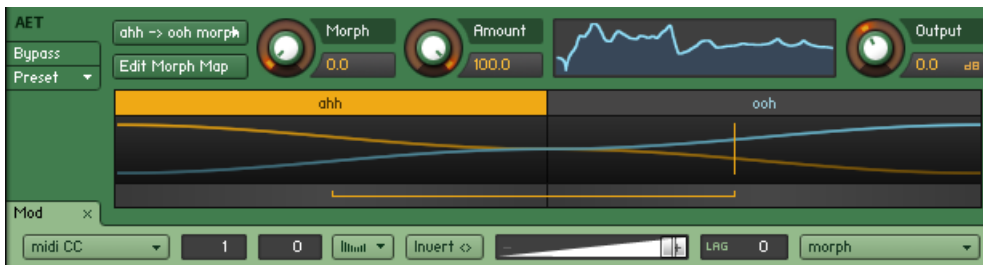 AET
Bypass
Preset
ahh -> ooh morph
Edit Morph Map
Morph
0.0
Amount
100.0
Output
0.0 dB
ahh
ooh
Mod ×
midi CC 1 0 Invert <> − + LAG 0 morph